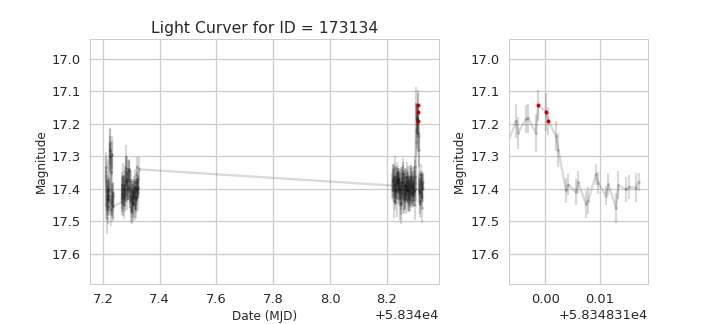 Light Curver for ID = 173134
17.0
17.1
17.2
17.3
17.4
17.5
17.6
Magnitude
7.2 7.4 7.6 7.8 8.0 8.2
Date (MJD)
+5.834e4
17.0
17.1
17.2
17.3
17.4
17.5
17.6
Magnitude
0.00 0.01
+5.834831e4